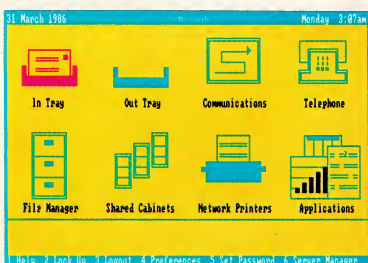 31 March 1986 Monday 3:07am
In Tray Out Tray Communications Telephone
File Manager Shared Cabinets Network Printers Applications
Help 2 Lock Up 3 Logout 4 Preferences 5 Set Password 6 Server Manager